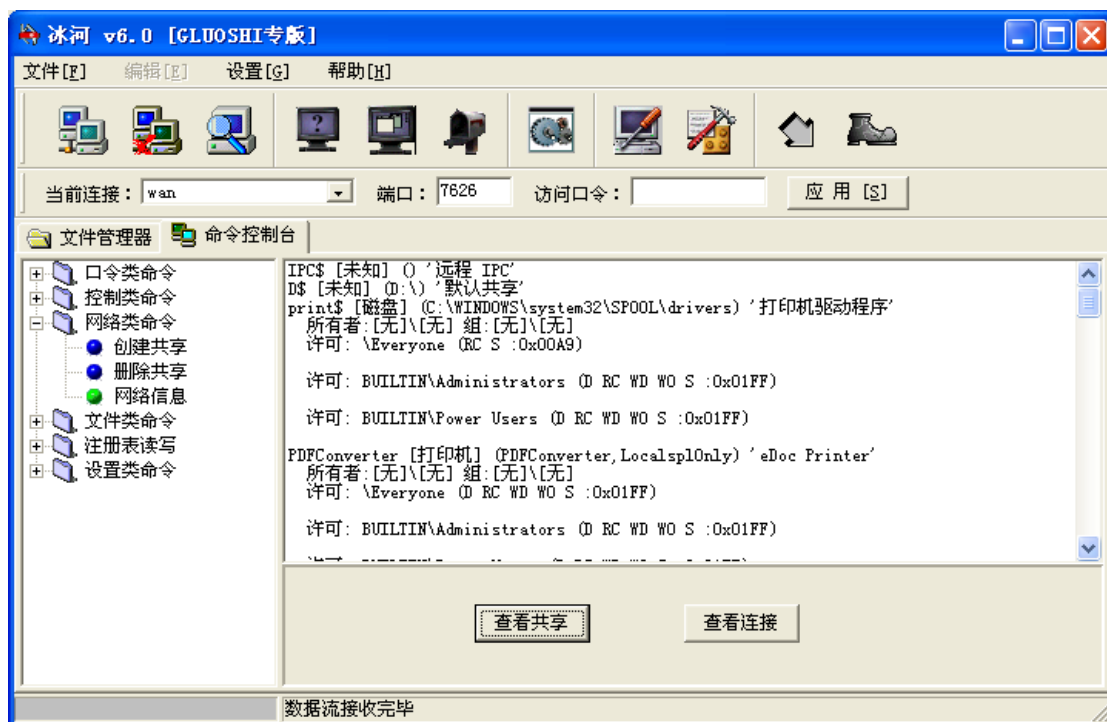 冰河 v6.0 [GLUOSHI专版]
文件[F] 编辑[E] 设置[G] 帮助[H]
当前连接： wan 端口： 7626 访问口令： 应 用 [S]
文件管理器 命令控制台
口令类命令
控制类命令
网络类命令
创建共享
删除共享
网络信息
文件类命令
注册表读写
设置类命令
IPC$ [未知] () '远程 IPC'
D$ [未知] (D:\) '默认共享'
print$ [磁盘] (C:\WINDOWS\system32\SPOOL\drivers) '打印机驱动程序'
所有者:[无]\[无] 组:[无]\[无]
许可: \Everyone (RC S :0x00A9)
许可: BUILTIN\Administrators (D RC WD WO S :0x01FF)
许可: BUILTIN\Power Users (D RC WD WO S :0x01FF)
PDFConverter [打印机] (PDFConverter,LocalsplOnly) 'eDoc Printer'
所有者:[无]\[无] 组:[无]\[无]
许可: \Everyone (D RC WD WO S :0x01FF)
许可: BUILTIN\Administrators (D RC WD WO S :0x01FF)
查看共享 查看连接
数据流接收完毕